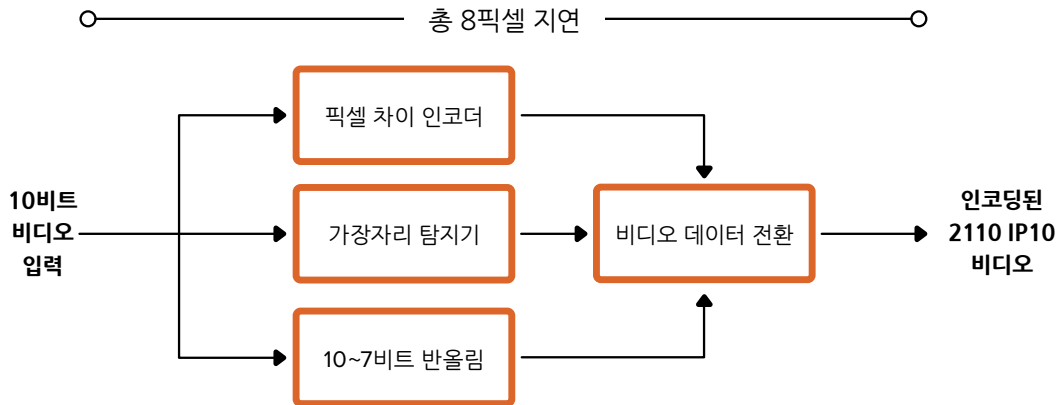 총 8픽셀 지연
픽셀 차이 인코더
10비트
비디오
입력
가장자리 탐지기
비디오 데이터 전환
인코딩된
2110 IP10
비디오
10~7비트 반올림